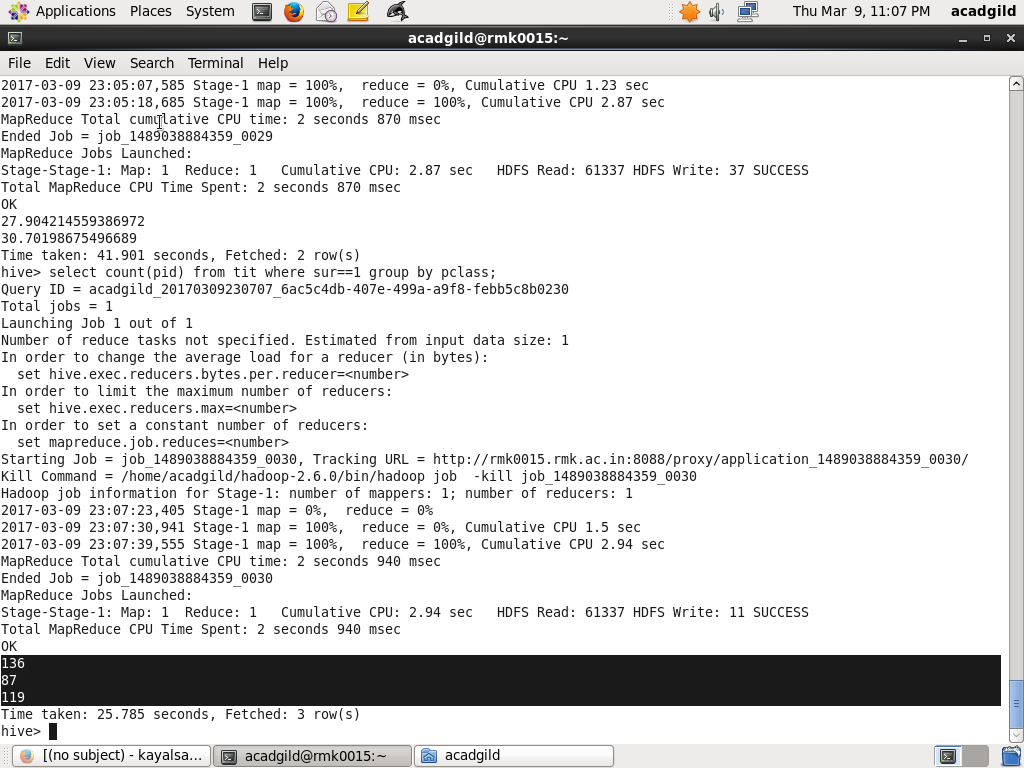 Applications Places System Thu Mar 9, 11:07 PM acadgild
acadgild@rmk0015:~
File Edit View Search Terminal Help
2017-03-09 23:05:07,585 Stage-1 map = 100%,  reduce = 0%, Cumulative CPU 1.23 sec
2017-03-09 23:05:18,685 Stage-1 map = 100%,  reduce = 100%, Cumulative CPU 2.87 sec
MapReduce Total cumulative CPU time: 2 seconds 870 msec
Ended Job = job_1489038884359_0029
MapReduce Jobs Launched:
Stage-Stage-1: Map: 1  Reduce: 1   Cumulative CPU: 2.87 sec   HDFS Read: 61337 HDFS Write: 37 SUCCESS
Total MapReduce CPU Time Spent: 2 seconds 870 msec
OK
27.904214559386972
30.70198675496689
Time taken: 41.901 seconds, Fetched: 2 row(s)
hive> select count(pid) from tit where sur==1 group by pclass;
Query ID = acadgild_20170309230707_6ac5c4db-407e-499a-a9f8-febb5c8b0230
Total jobs = 1
Launching Job 1 out of 1
Number of reduce tasks not specified. Estimated from input data size: 1
In order to change the average load for a reducer (in bytes):
  set hive.exec.reducers.bytes.per.reducer=<number>
In order to limit the maximum number of reducers:
  set hive.exec.reducers.max=<number>
In order to set a constant number of reducers:
  set mapreduce.job.reduces=<number>
Starting Job = job_1489038884359_0030, Tracking URL = http://rmk0015.rmk.ac.in:8088/proxy/application_1489038884359_0030/
Kill Command = /home/acadgild/hadoop-2.6.0/bin/hadoop job  -kill job_1489038884359_0030
Hadoop job information for Stage-1: number of mappers: 1; number of reducers: 1
2017-03-09 23:07:23,405 Stage-1 map = 0%,  reduce = 0%
2017-03-09 23:07:30,941 Stage-1 map = 100%,  reduce = 0%, Cumulative CPU 1.5 sec
2017-03-09 23:07:39,555 Stage-1 map = 100%,  reduce = 100%, Cumulative CPU 2.94 sec
MapReduce Total cumulative CPU time: 2 seconds 940 msec
Ended Job = job_1489038884359_0030
MapReduce Jobs Launched:
Stage-Stage-1: Map: 1  Reduce: 1   Cumulative CPU: 2.94 sec   HDFS Read: 61337 HDFS Write: 11 SUCCESS
Total MapReduce CPU Time Spent: 2 seconds 940 msec
OK
136
87
119
Time taken: 25.785 seconds, Fetched: 3 row(s)
hive>
[(no subject) - kayalsa... acadgild@rmk0015:~ acadgild